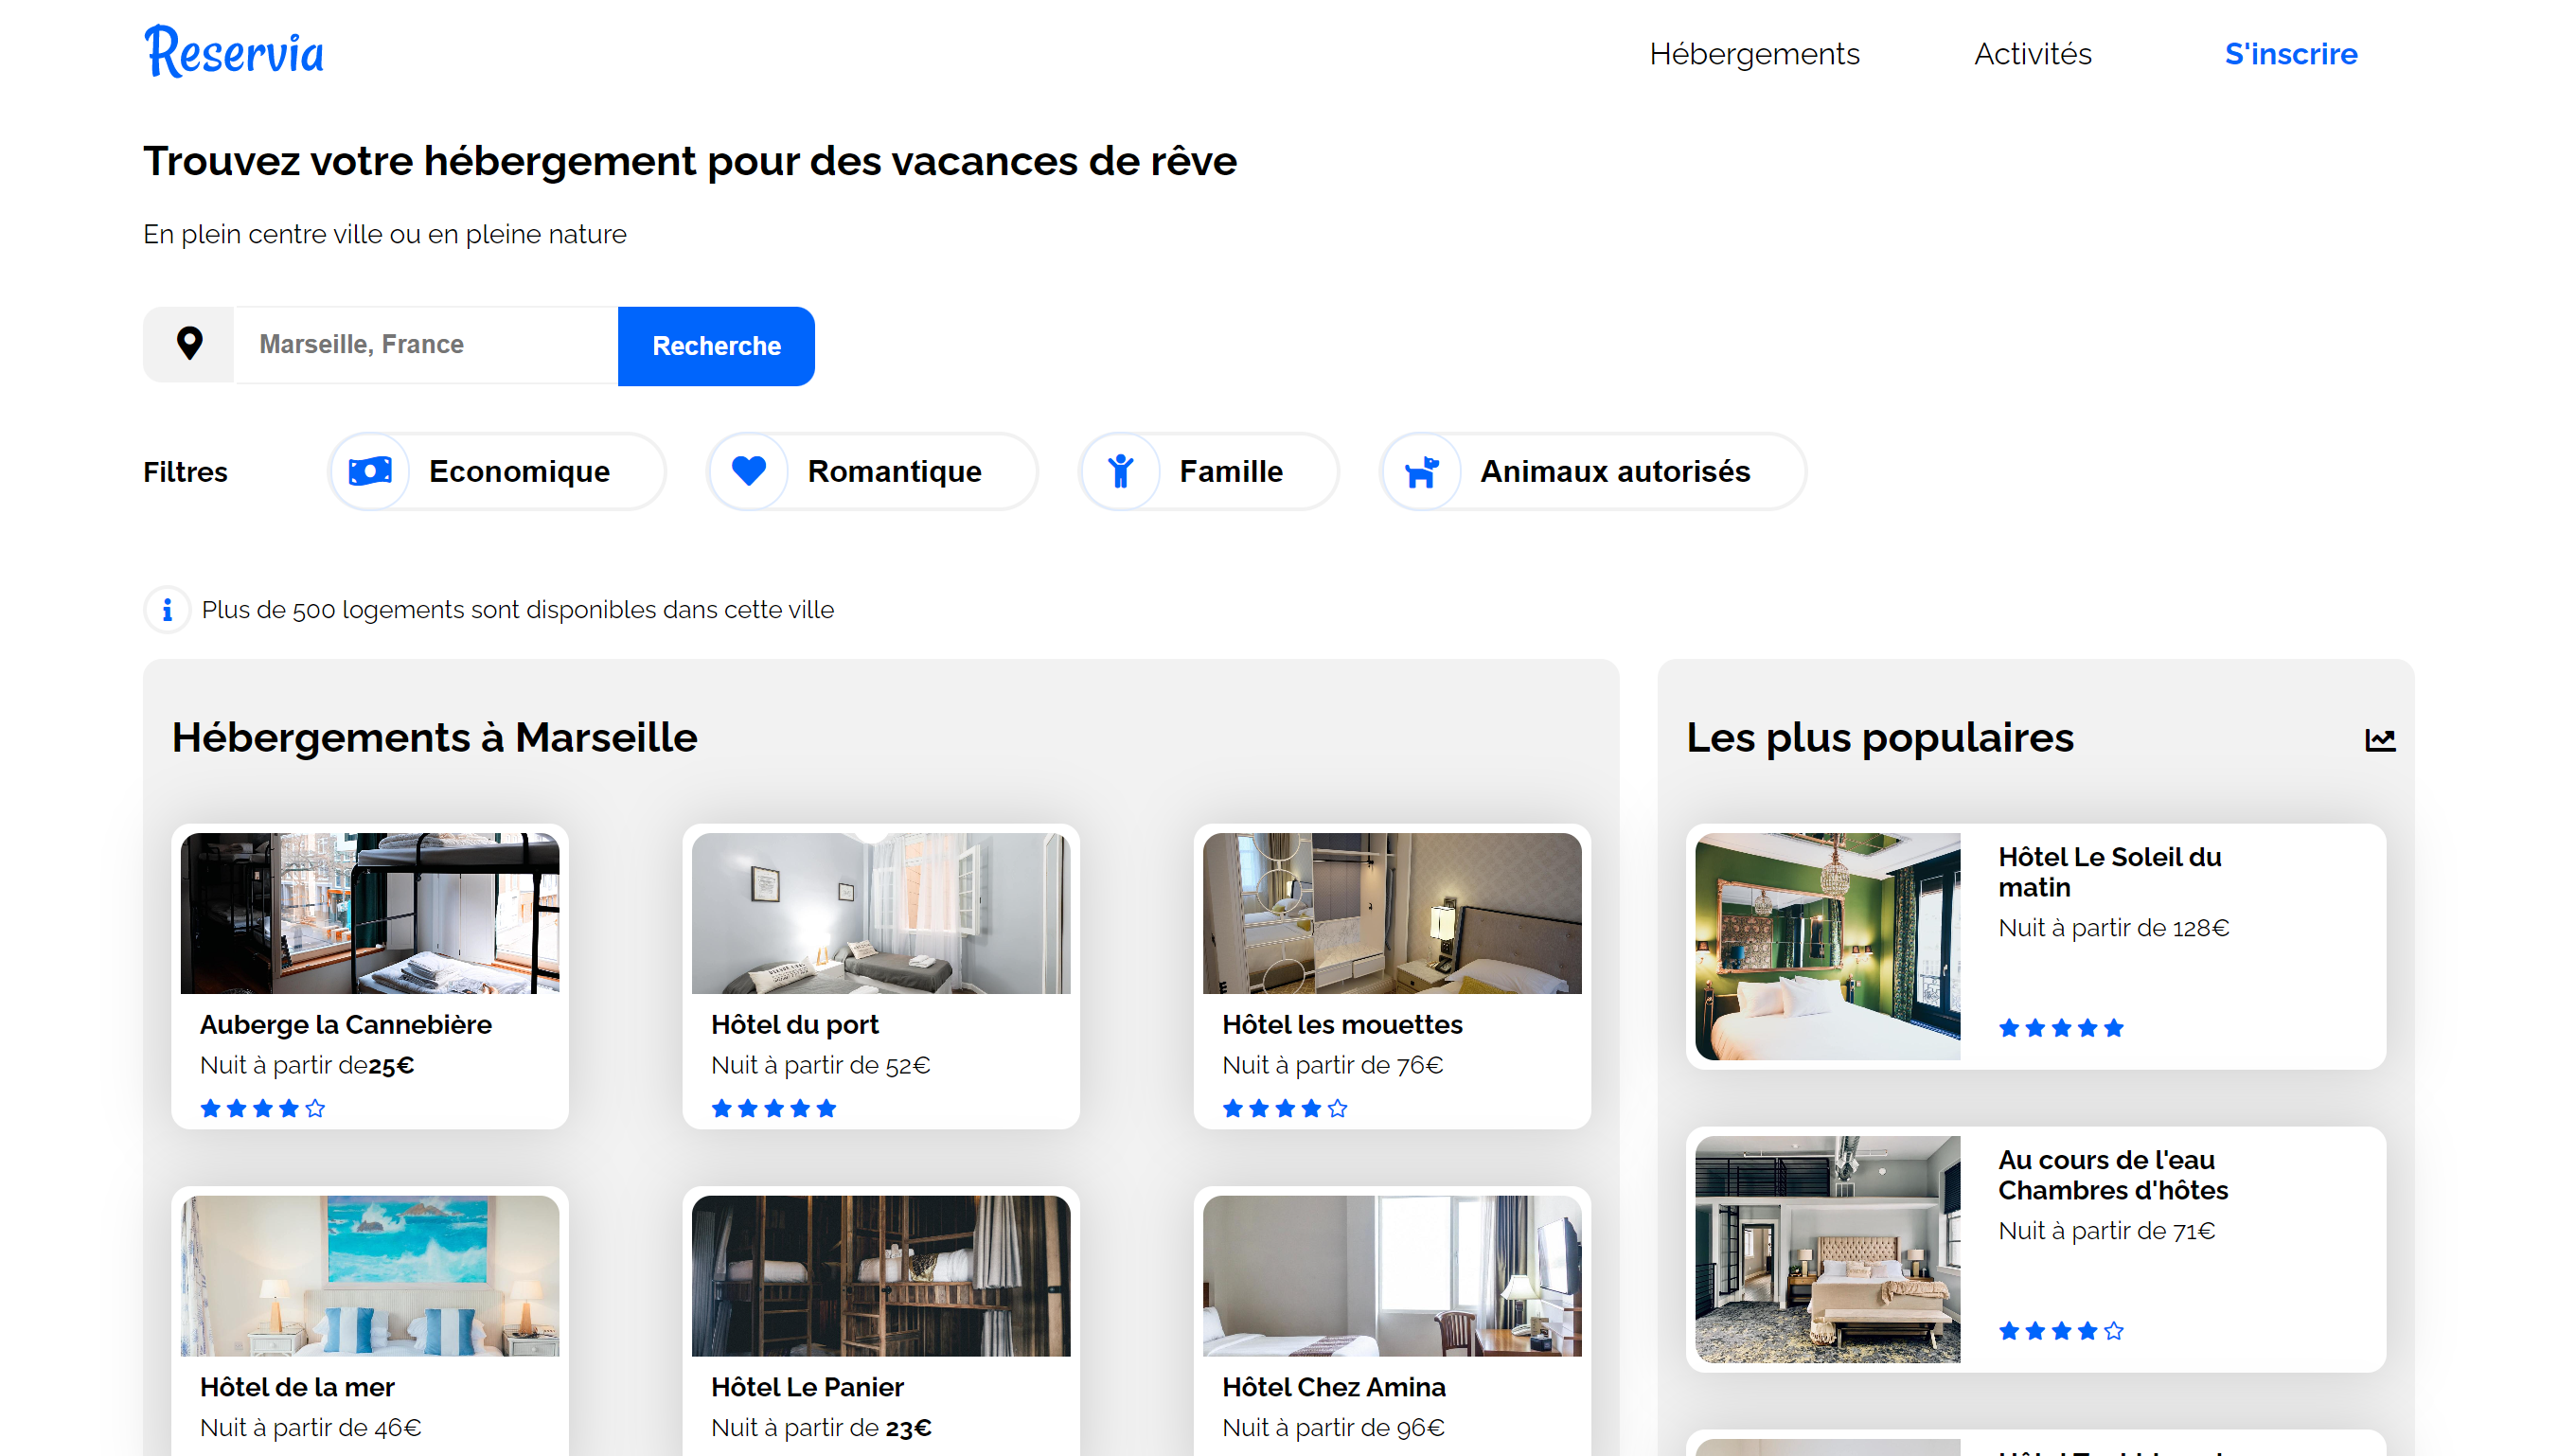 Reservia
Hébergements
Activités
S'inscrire
Trouvez votre hébergement pour des vacances de rêve
En plein centre ville ou en pleine nature
Marseille, France
Recherche
Filtres
Economique
Romantique
Famille
Animaux autorisés
Plus de 500 logements sont disponibles dans cette ville
Hébergements à Marseille
Auberge la Cannebière
Nuit à partir de25€
Hôtel du port
Nuit à partir de 52€
Hôtel les mouettes
Nuit à partir de 76€
Hôtel de la mer
Nuit à partir de 46€
Hôtel Le Panier
Nuit à partir de 23€
Hôtel Chez Amina
Nuit à partir de 96€
Les plus populaires
Hôtel Le Soleil du
matin
Nuit à partir de 128€
Au cours de l'eau
Chambres d'hôtes
Nuit à partir de 71€